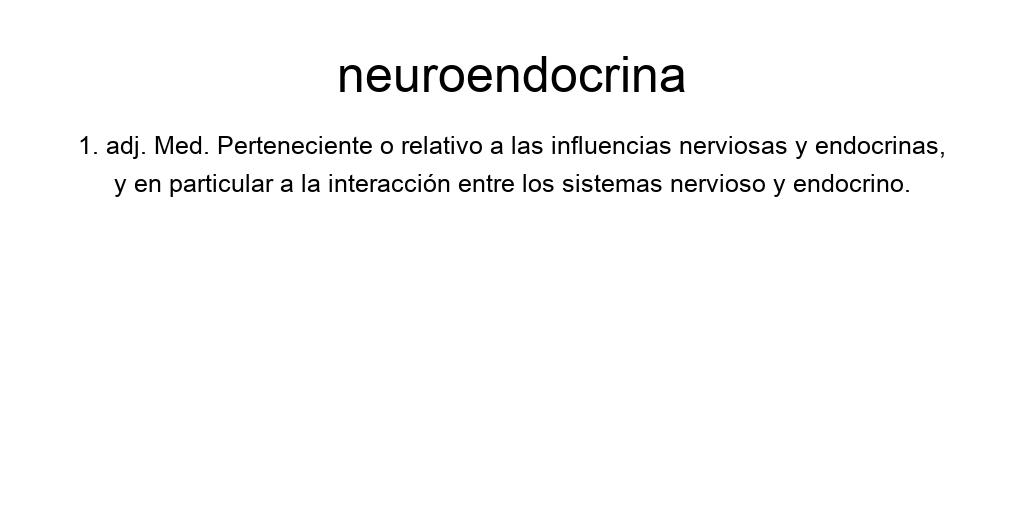 neuroendocrina
1. adj. Med. Perteneciente o relativo a las influencias nerviosas y endocrinas,
y en particular a la interacción entre los sistemas nervioso y endocrino.